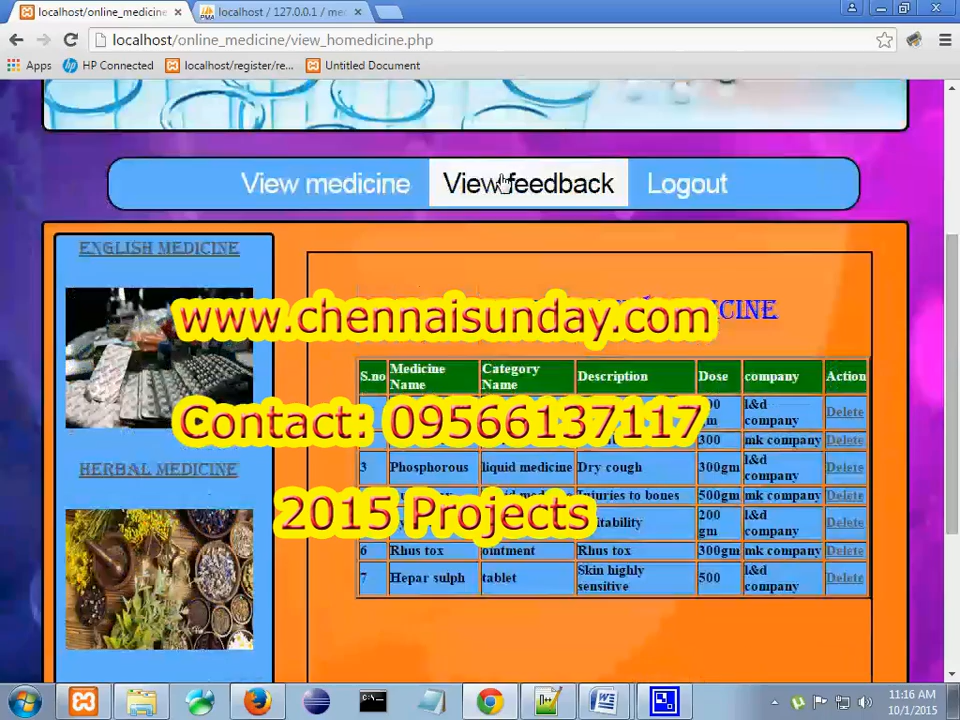 localhost/online_medicine
localhost / 127.0.0.1 / me
localhost/online_medicine/view_homedicine.php
Apps HP Connected localhost/register/re... Untitled Document
View medicine View feedback Logout
ENGLISH MEDICINE
HERBAL MEDICINE
www.chennaisunday.com
Contact: 09566137117
2015 Projects
S.no Medicine Name Category Name Description Dose company Action
l&d company Delete
300 mk company Delete
3 Phosphorous liquid medicine Dry cough 300gm l&d company Delete
Injuries to bones 500gm mk company Delete
200 gm l&d company Delete
6 Rhus tox ointment Rhus tox 300gm mk company Delete
7 Hepar sulph tablet Skin highly sensitive 500 l&d company Delete
11:16 AM
10/1/2015